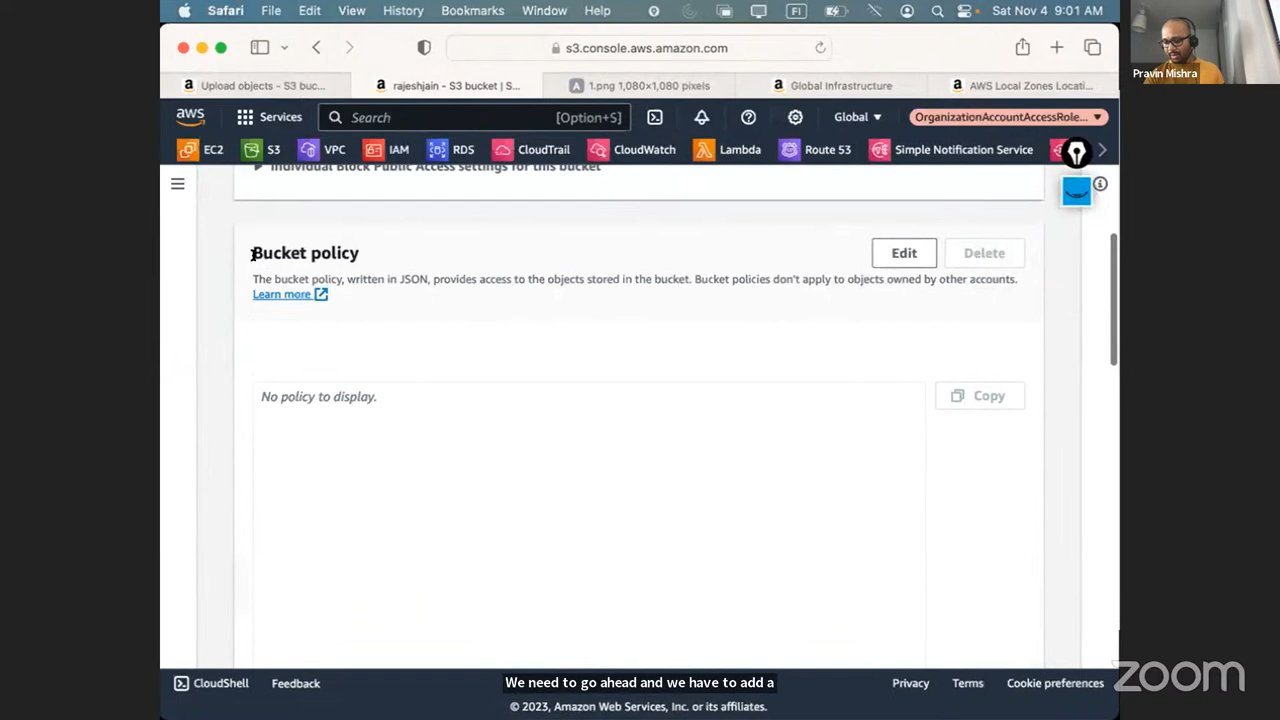 Safari File Edit View History Bookmarks Window Help FI Sat Nov 4 9:01 AM
Pravin Mishra
s3.console.aws.amazon.com
Upload objects - S3 buc...
rajeshjain - S3 bucket | S...
1.png 1,080×1,080 pixels
Global Infrastructure
AWS Local Zones Locati...
aws Services Search [Option+S] Global OrganizationAccountAccessRole...
EC2 S3 VPC IAM RDS CloudTrail CloudWatch Lambda Route 53 Simple Notification Service
Individual Block Public Access settings for this bucket
Bucket policy Edit Delete
The bucket policy, written in JSON, provides access to the objects stored in the bucket. Bucket policies don't apply to objects owned by other accounts.
Learn more
No policy to display. Copy
zoom
CloudShell Feedback We need to go ahead and we have to add a Privacy Terms Cookie preferences
© 2023, Amazon Web Services, Inc. or its affiliates.